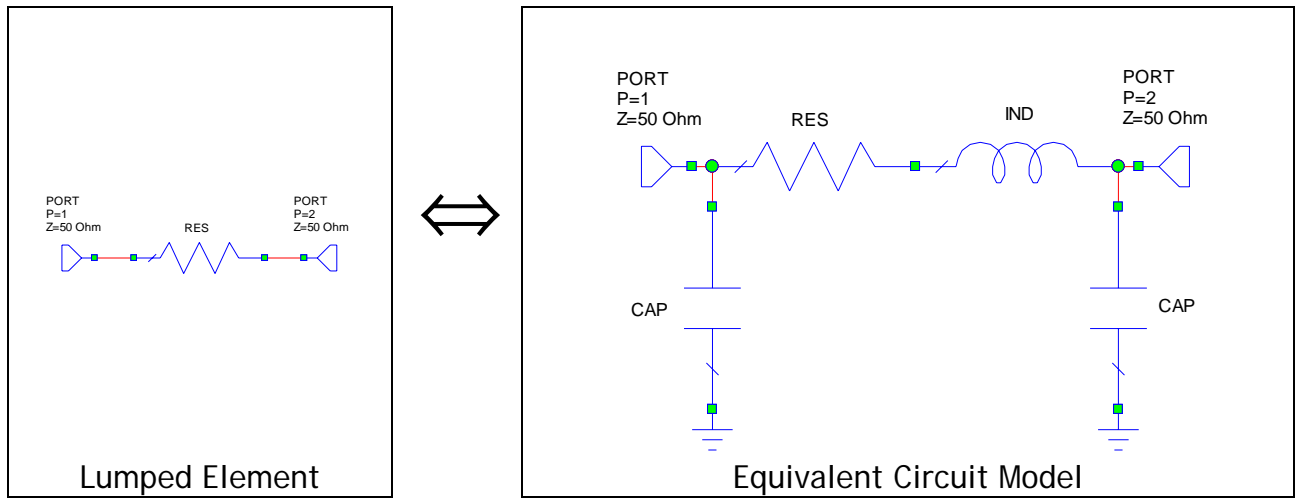 PORT
P=1
Z=50 Ohm
RES
PORT
P=2
Z=50 Ohm
Lumped Element
PORT
P=1
Z=50 Ohm
RES
IND
PORT
P=2
Z=50 Ohm
CAP
CAP
Equivalent Circuit Model